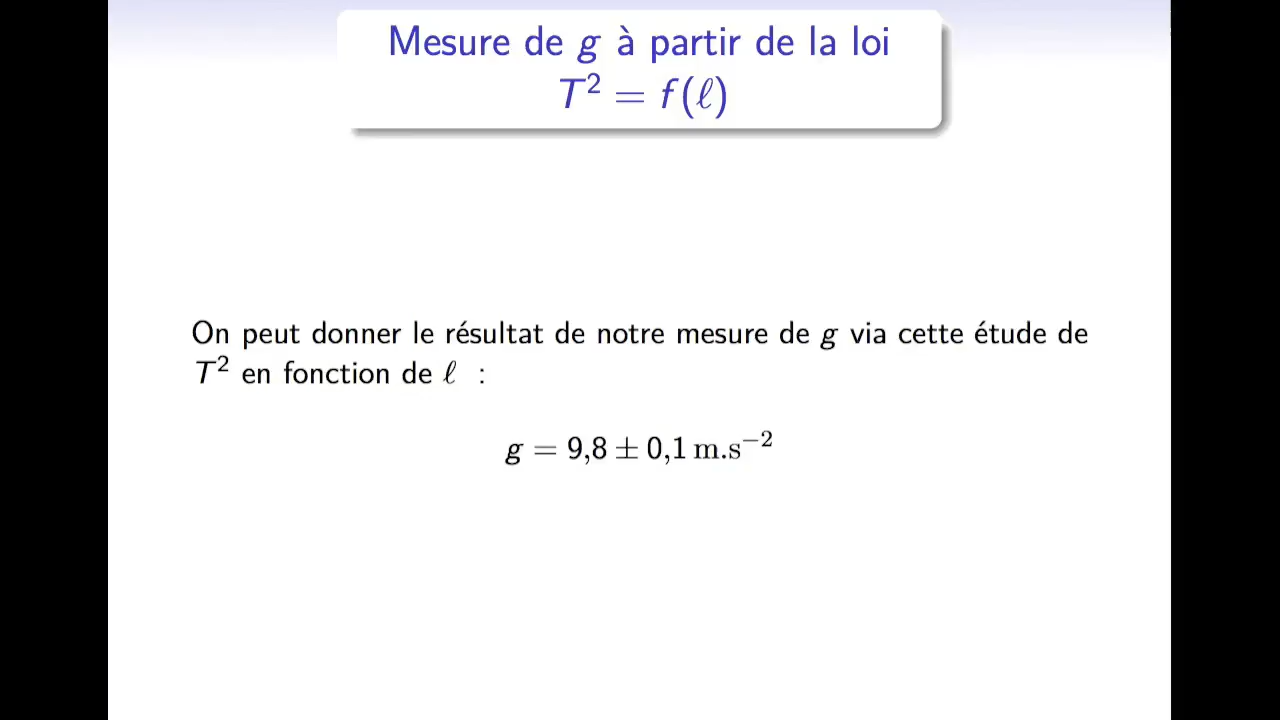 Mesure de g à partir de la loi
T² = f(ℓ)
On peut donner le résultat de notre mesure de g via cette étude de
T² en fonction de ℓ :
g = 9,8 ± 0,1 m.s⁻²